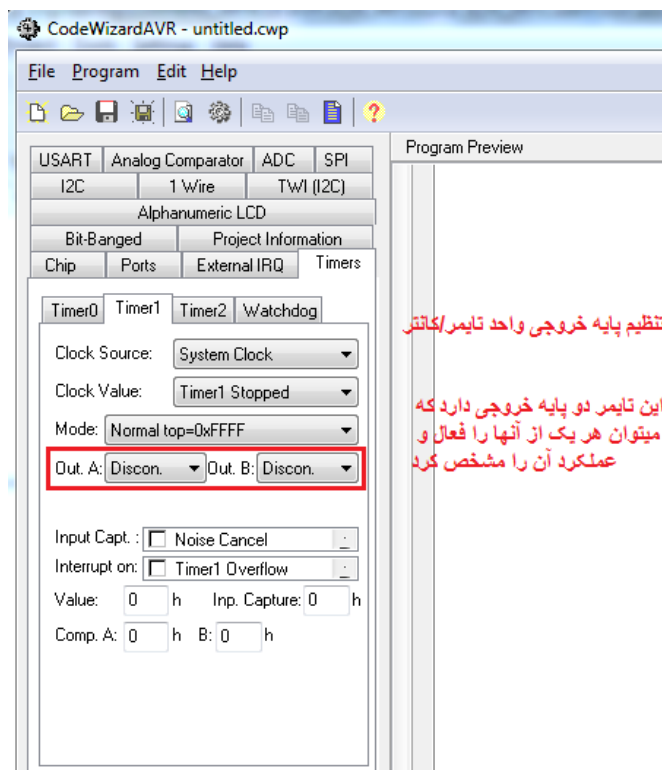 CodeWizardAVR - untitled.cwp
File Program Edit Help
USART Analog Comparator ADC SPI
I2C 1 Wire TWI (I2C)
Alphanumeric LCD
Bit-Banged Project Information
Chip Ports External IRQ Timers
Timer0 Timer1 Timer2 Watchdog
Clock Source: System Clock
Clock Value: Timer1 Stopped
Mode: Normal top=0xFFFF
Out. A: Discon. Out. B: Discon.
Input Capt. : Noise Cancel
Interrupt on: Timer1 Overflow
Value: 0 h Inp. Capture: 0 h
Comp. A: 0 h B: 0 h
Program Preview
تنظیم پایه خروجی واحد تایمر/کانتر
این تایمر دو پایه خروجی دارد که
میتوان هر یک از آنها را فعال و
عملکرد آن را مشخص کرد